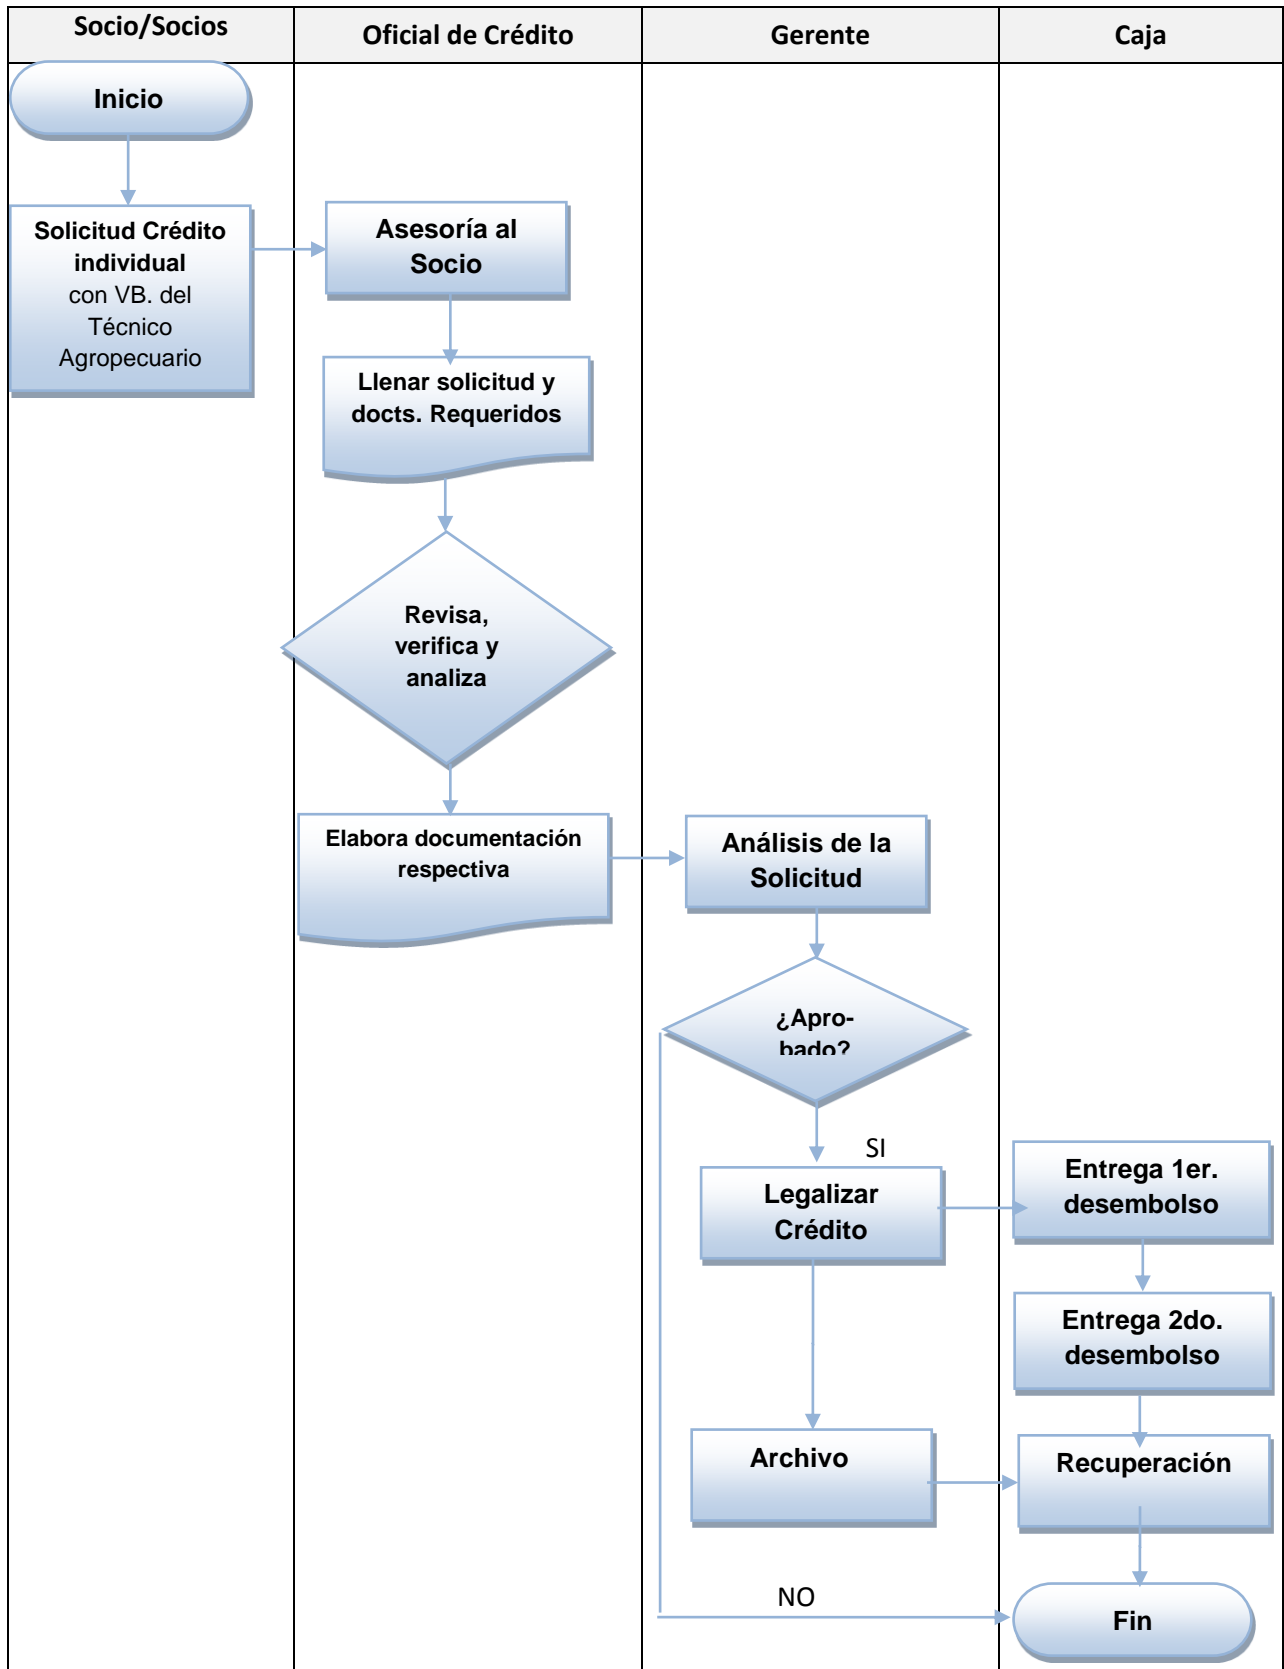 Socio/Socios
Oficial de Crédito
Gerente
Caja
Inicio
Solicitud Crédito
individual
con VB. del
Técnico
Agropecuario
Asesoría al
Socio
Llenar solicitud y
docts. Requeridos
Revisa,
verifica y
analiza
Elabora documentación
respectiva
Análisis de la
Solicitud
¿Apro-
bado?
SI
Legalizar
Crédito
Entrega 1er.
desembolso
Entrega 2do.
desembolso
Archivo
Recuperación
NO
Fin